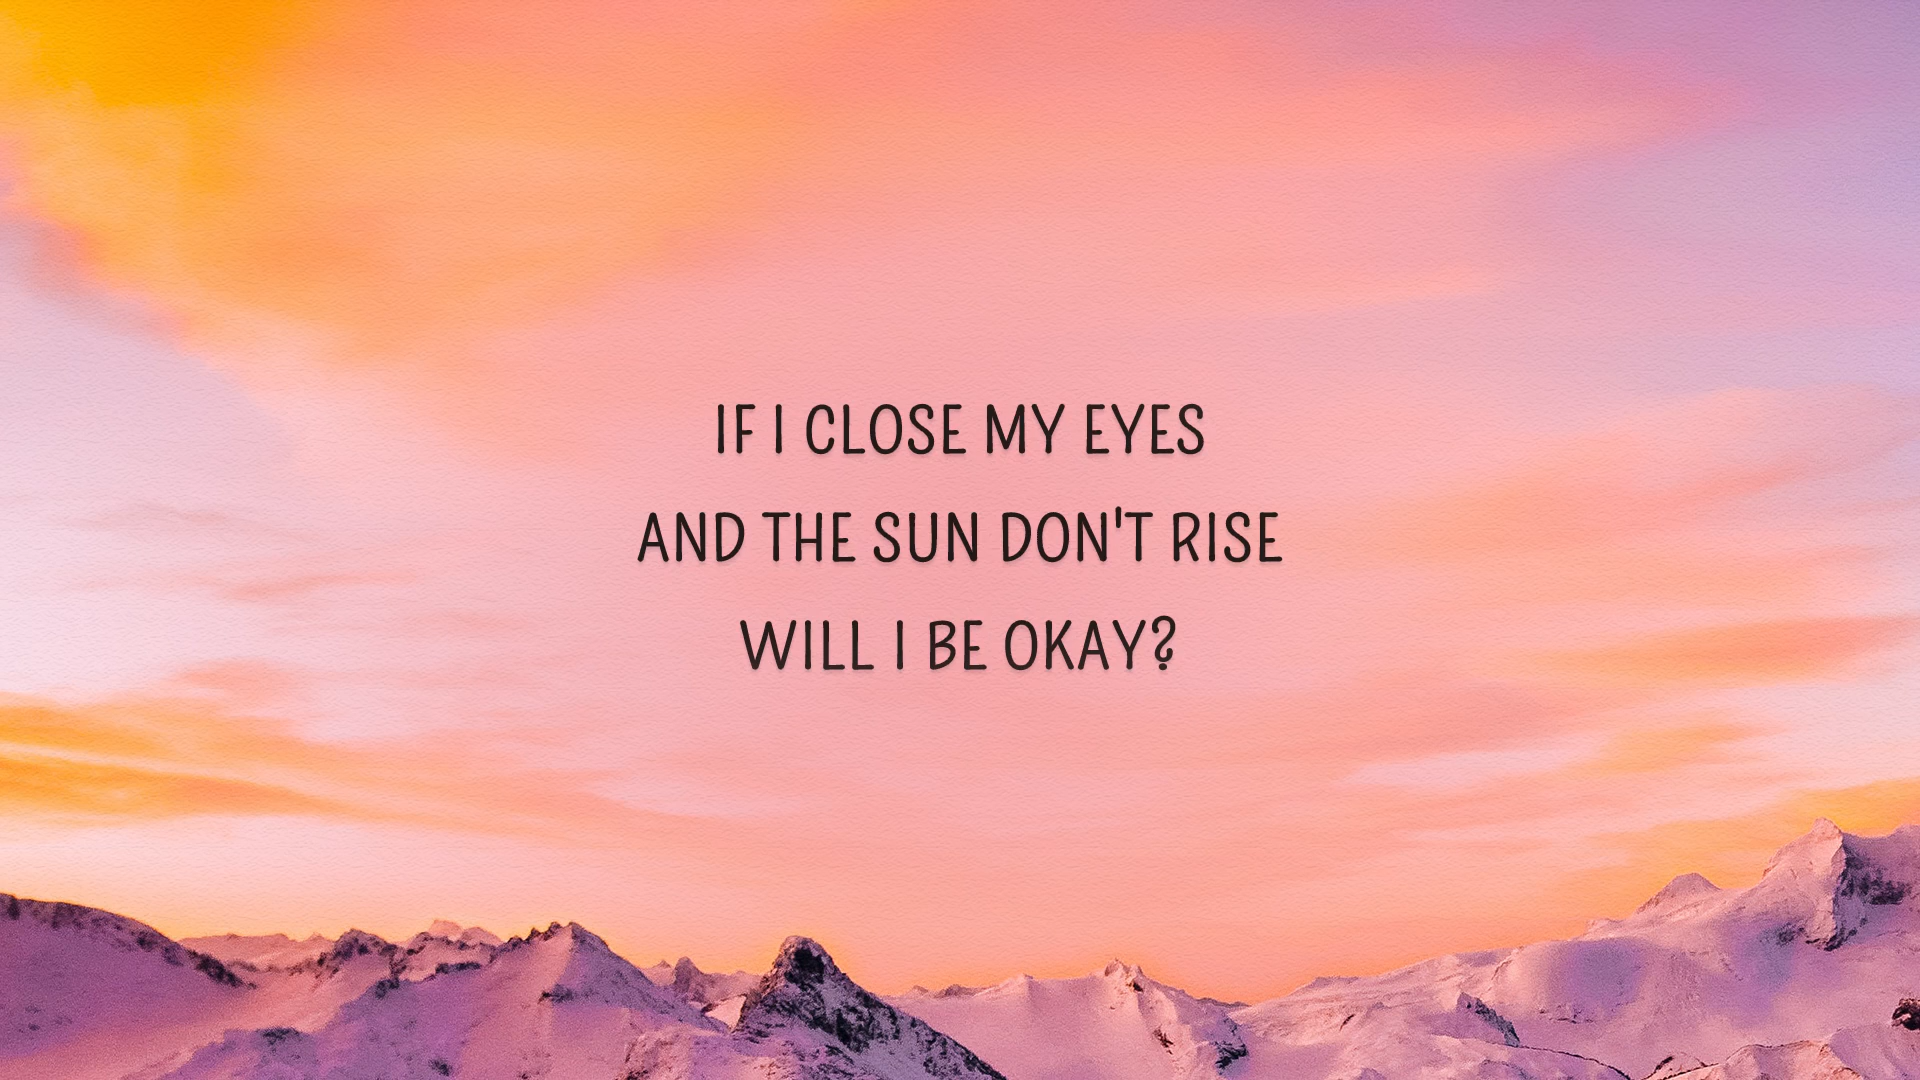 IF I CLOSE MY EYES
AND THE SUN DON'T RISE
WILL I BE OKAY?